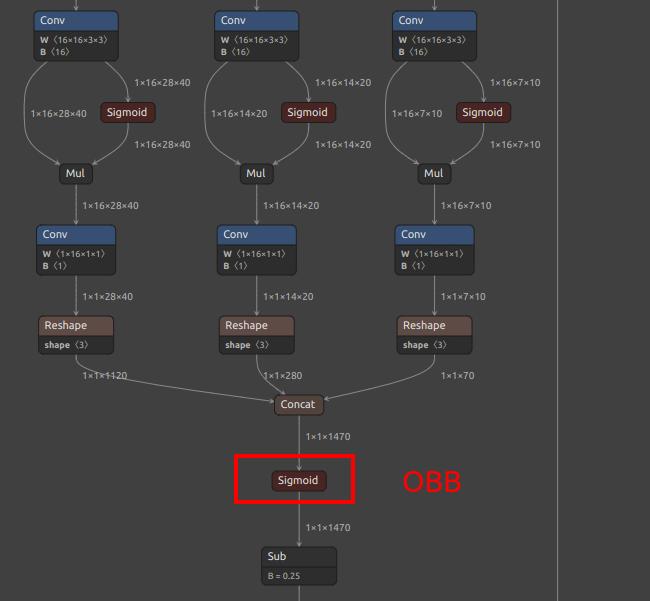 Conv Conv Conv
W 〈16×16×3×3〉 W 〈16×16×3×3〉 W 〈16×16×3×3〉
B 〈16〉 B 〈16〉 B 〈16〉
1×16×28×40 1×16×14×20 1×16×7×10
1×16×28×40 Sigmoid 1×16×14×20 Sigmoid 1×16×7×10 Sigmoid
1×16×28×40 1×16×14×20 1×16×7×10
Mul Mul Mul
1×16×28×40 1×16×14×20 1×16×7×10
Conv Conv Conv
W 〈1×16×1×1〉 W 〈1×16×1×1〉 W 〈1×16×1×1〉
B 〈1〉 B 〈1〉 B 〈1〉
1×1×28×40 1×1×14×20 1×1×7×10
Reshape Reshape Reshape
shape 〈3〉 shape 〈3〉 shape 〈3〉
1×1×1120 1×1×280 1×1×70
Concat
1×1×1470
Sigmoid OBB
1×1×1470
Sub
B = 0.25